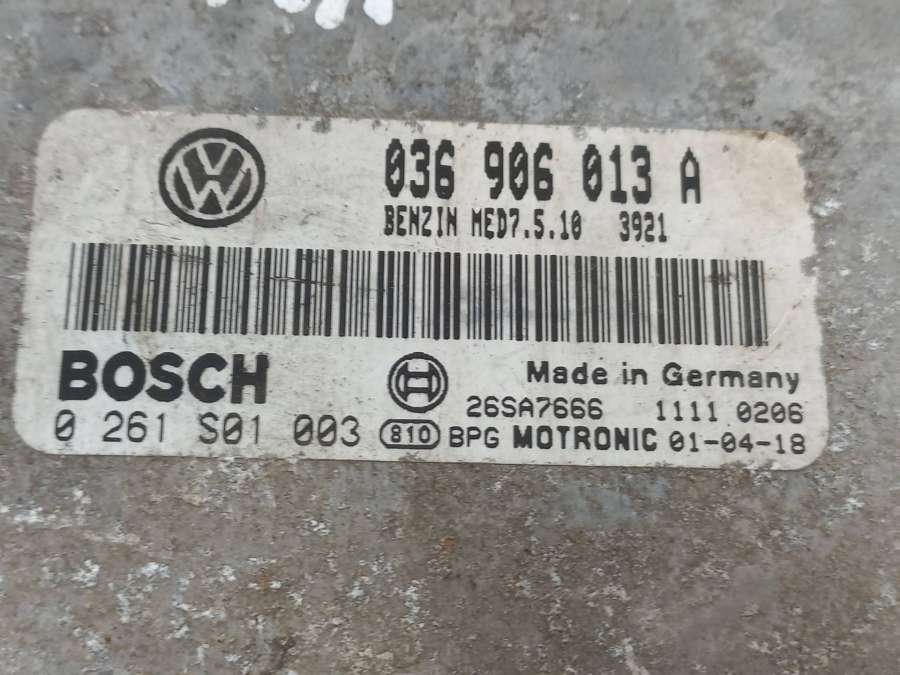 036 906 013 A
BENZIN MED7.5.10 3921
BOSCH
Made in Germany
26SA7666 1111 0206
0 261 S01 003 810 BPG MOTRONIC 01-04-18